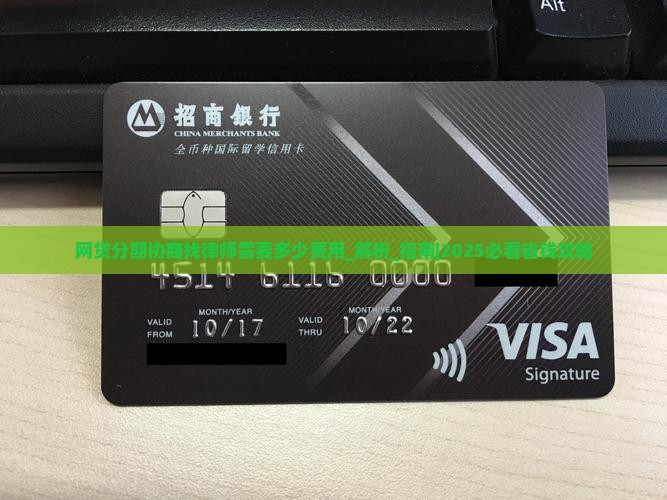 Alt
招商銀行
CHINA MERCHANTS BANK
全币种国际留学信用卡
网贷分期协商找律师需要多少费用_解析_指南|2025必看省钱攻略
4514 6116 0000
MONTH/YEAR MONTH/YEAR
VALID FROM 10/17 VALID THRU 10/22
VISA
Signature